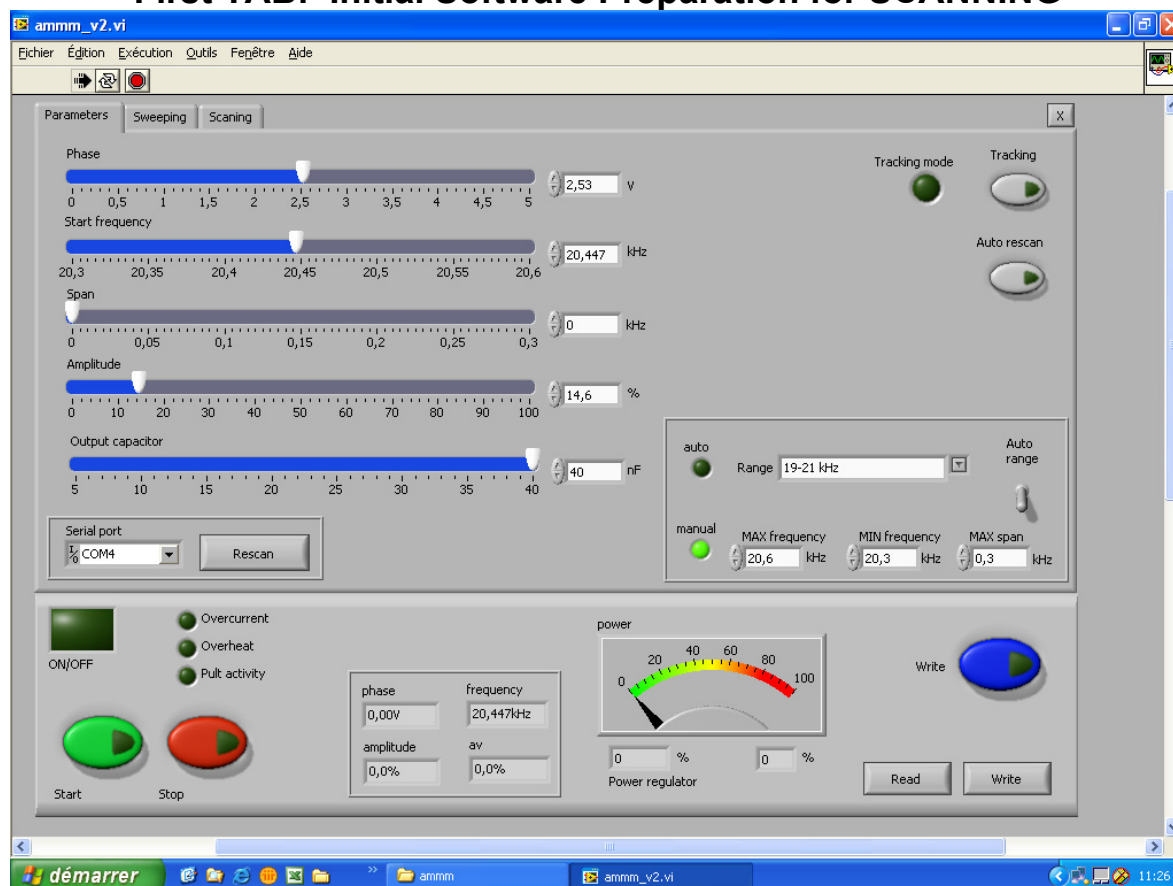 First TAB: Initial Software Preparation for SCANNING
ammm_v2.vi
Fichier Édition Exécution Outils Fenêtre Aide
Parameters Sweeping Scaning X
Phase
0 0,5 1 1,5 2 2,5 3 3,5 4 4,5 5
2,53 V
Tracking mode
Tracking
Start frequency
20,3 20,35 20,4 20,45 20,5 20,55 20,6
20,447 kHz
Auto rescan
Span
0 0,05 0,1 0,15 0,2 0,25 0,3
0 kHz
Amplitude
0 10 20 30 40 50 60 70 80 90 100
14,6 %
Output capacitor
5 10 15 20 25 30 35 40
40 nF
auto
Range 19-21 kHz
Auto
range
manual
MAX frequency MIN frequency MAX span
20,6 kHz 20,3 kHz 0,3 kHz
Serial port
COM4
Rescan
ON/OFF
Overcurrent
Overheat
Pult activity
Start Stop
phase frequency
0,00V 20,447kHz
amplitude av
0,0% 0,0%
power
0 20 40 60 80 100
0 % 0 %
Power regulator
Write
Read Write
démarrer ammm ammm_v2.vi 11:26